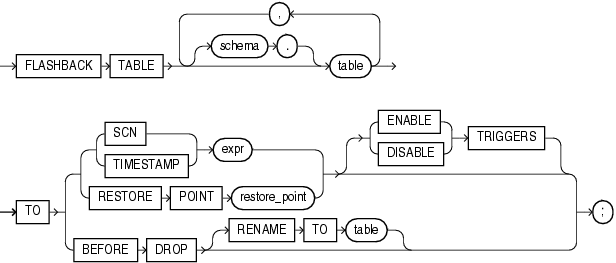 ,
schema .
FLASHBACK TABLE table
SCN
TIMESTAMP expr
ENABLE
DISABLE TRIGGERS
RESTORE POINT restore_point
TO ;
BEFORE DROP RENAME TO table